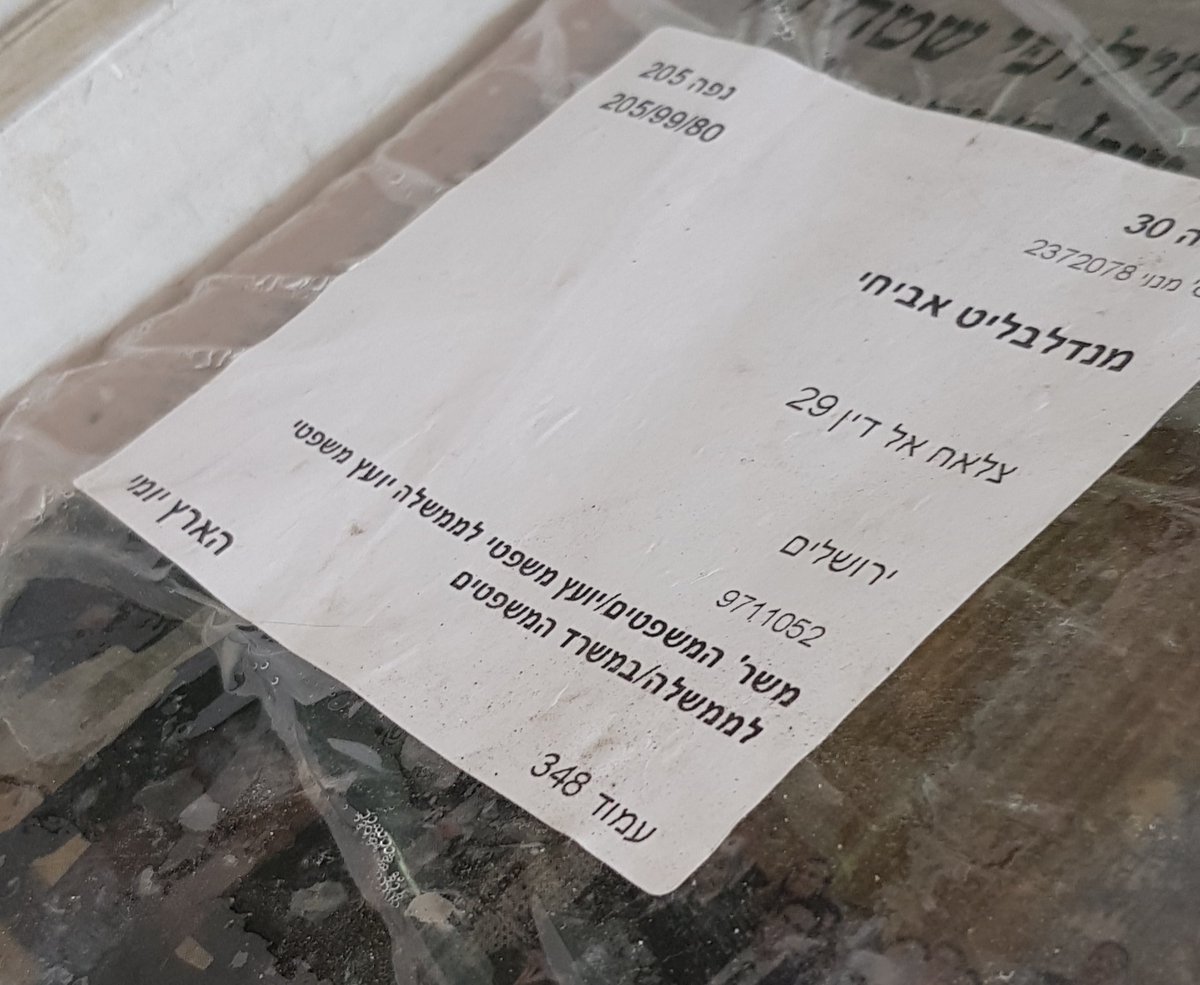 נפה 205
205/99/80
30
מנוי 2372078
מנדלבליט אביחי
צלאח אל דין 29
ירושלים
9711052
משר' המשפטים/יועץ משפטי לממשלה יועץ משפטי
לממשלה/במשרד המשפטים
הארץ יומי
עמוד 348